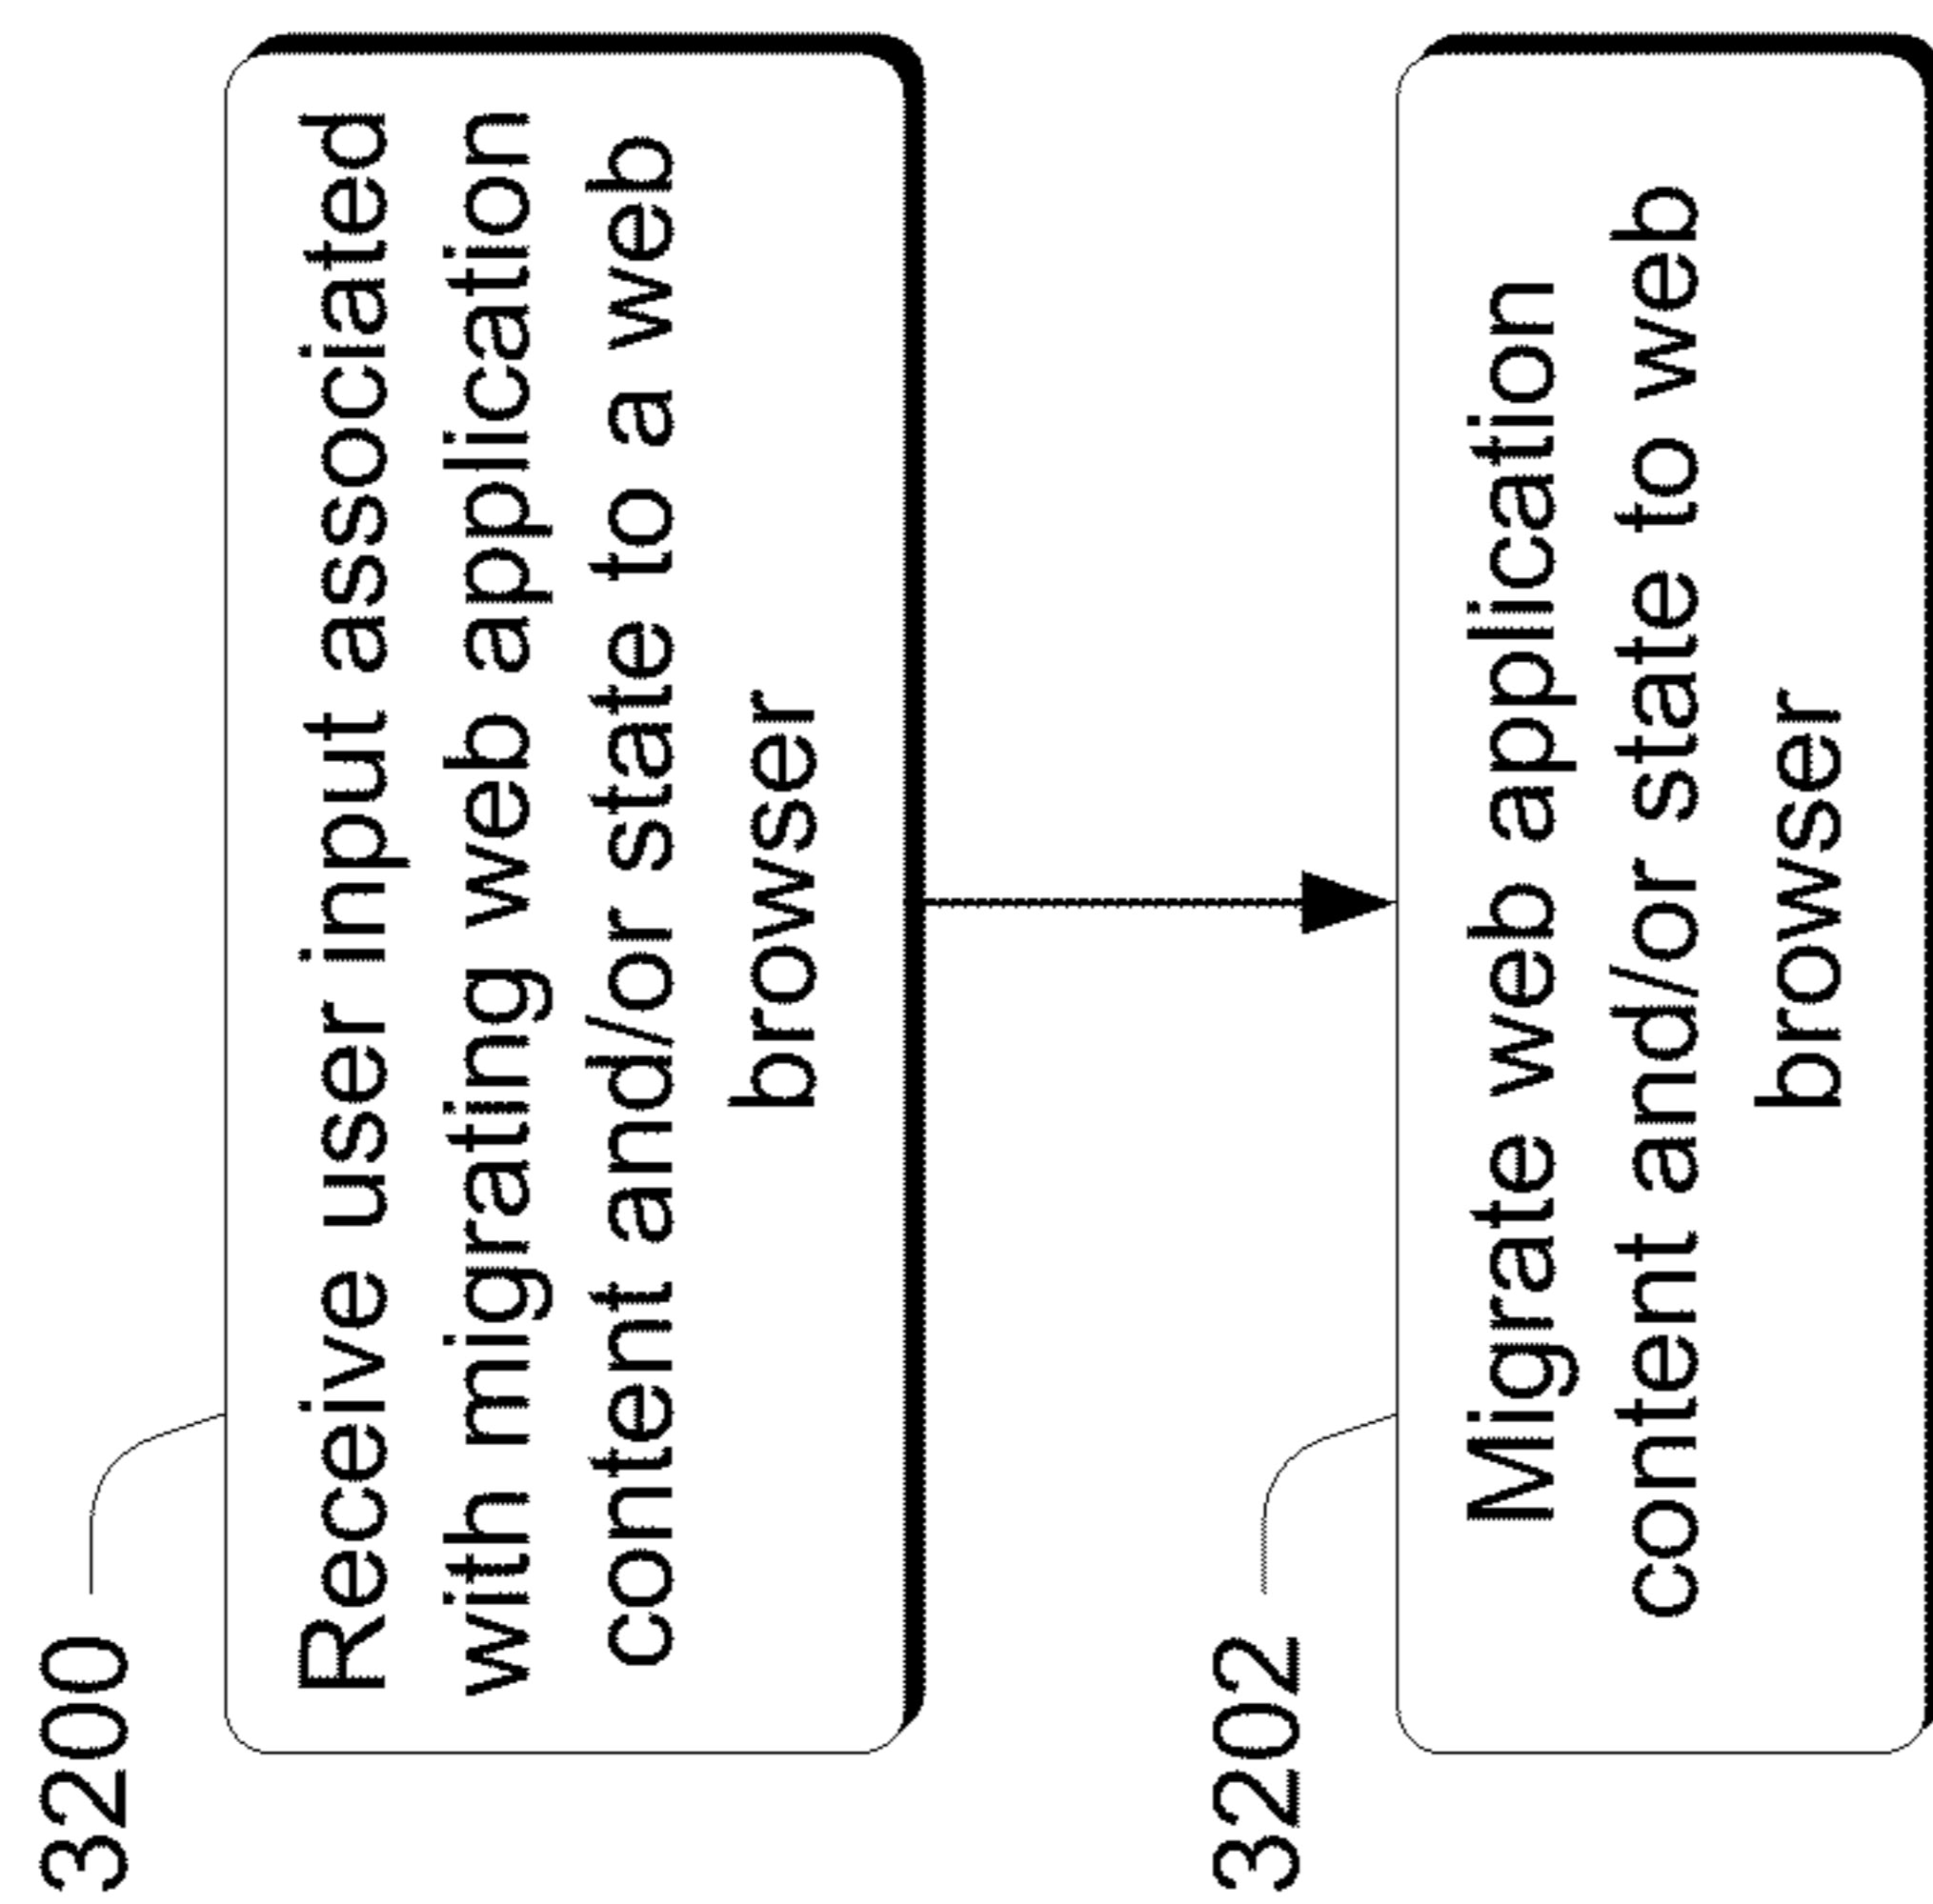 3200
Receive user input associated
with migrating web application
content and/or state to a web
browser
3202
Migrate web application
content and/or state to web
browser